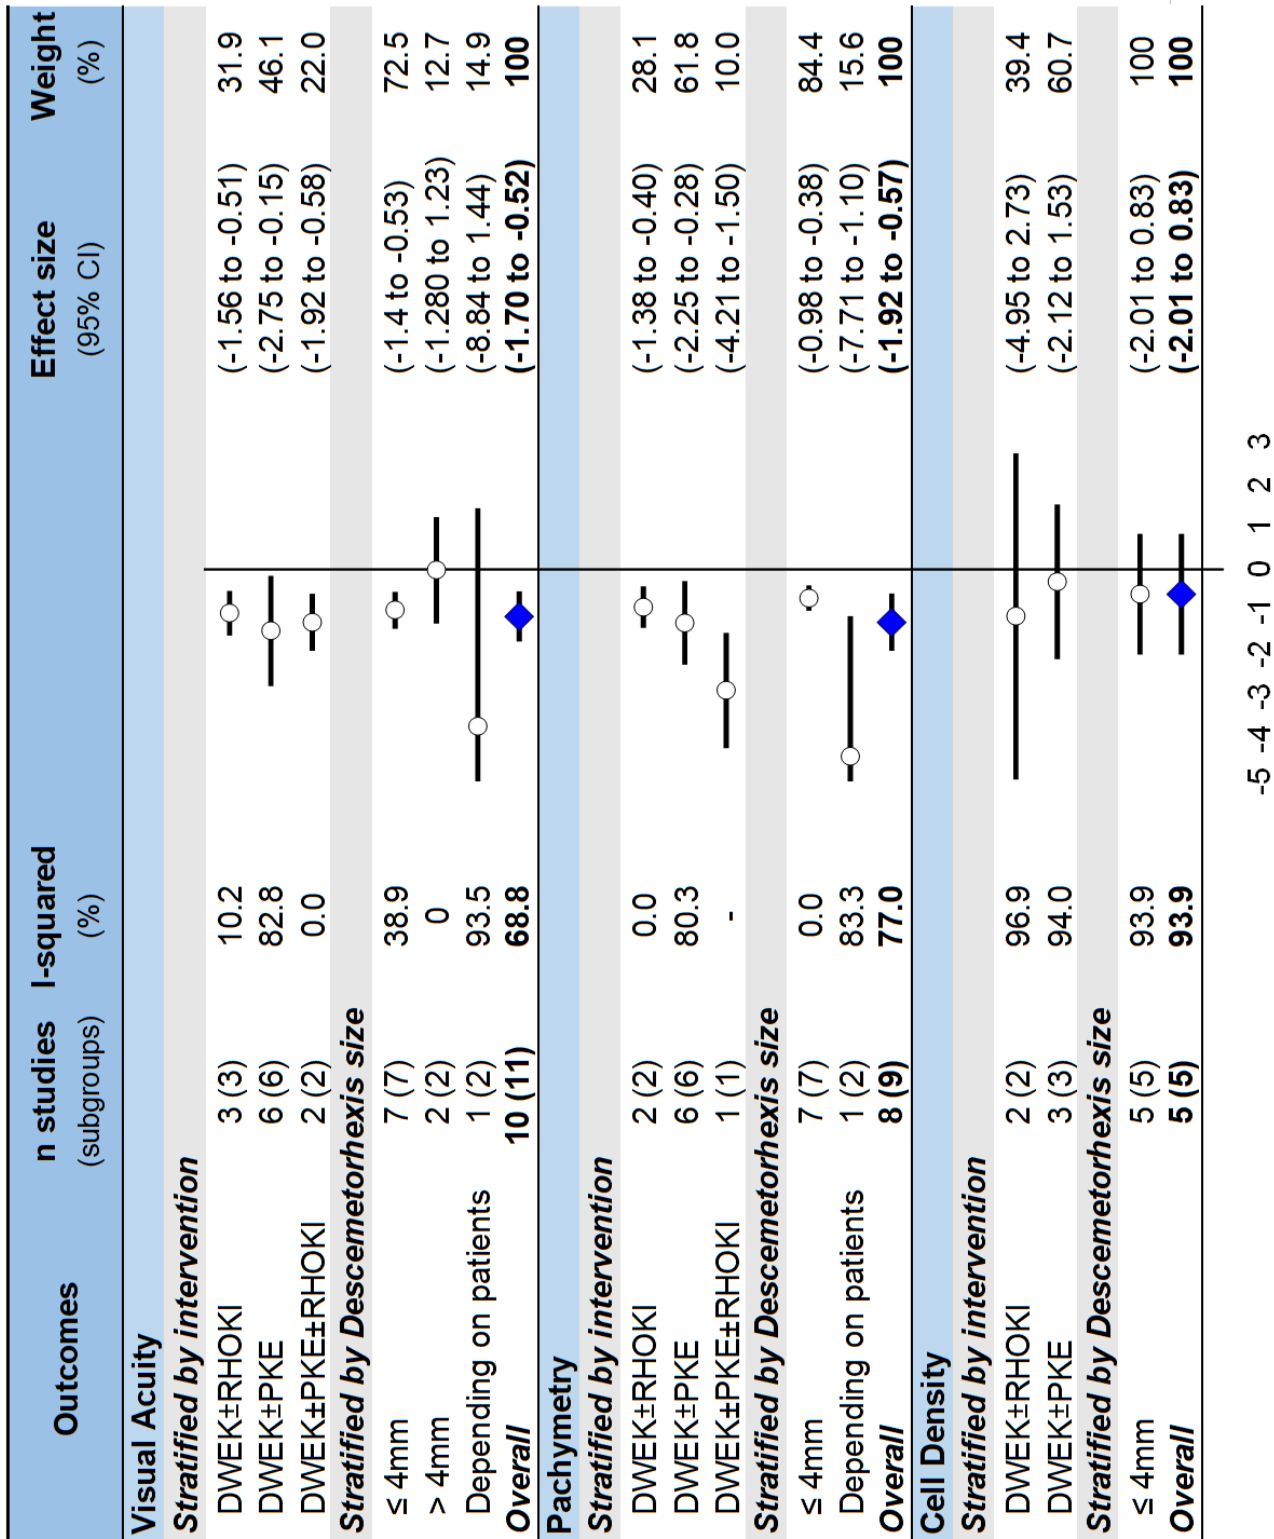 Outcomes n studies I-squared Effect size Weight
(subgroups) (%) (95% CI) (%)
Visual Acuity
Stratified by intervention
DWEK±RHOKI 3 (3) 10.2 (-1.56 to -0.51) 31.9
DWEK±PKE 6 (6) 82.8 (-2.75 to -0.15) 46.1
DWEK±PKE±RHOKI 2 (2) 0.0 (-1.92 to -0.58) 22.0
Stratified by Descemetorhexis size
≤ 4mm 7 (7) 38.9 (-1.4 to -0.53) 72.5
> 4mm 2 (2) 0 (-1.280 to 1.23) 12.7
Depending on patients 1 (2) 93.5 (-8.84 to 1.44) 14.9
Overall 10 (11) 68.8 (-1.70 to -0.52) 100
Pachymetry
Stratified by intervention
DWEK±RHOKI 2 (2) 0.0 (-1.38 to -0.40) 28.1
DWEK±PKE 6 (6) 80.3 (-2.25 to -0.28) 61.8
DWEK±PKE±RHOKI 1 (1) - (-4.21 to -1.50) 10.0
Stratified by Descemetorhexis size
≤ 4mm 7 (7) 0.0 (-0.98 to -0.38) 84.4
Depending on patients 1 (2) 83.3 (-7.71 to -1.10) 15.6
Overall 8 (9) 77.0 (-1.92 to -0.57) 100
Cell Density
Stratified by intervention
DWEK±RHOKI 2 (2) 96.9 (-4.95 to 2.73) 39.4
DWEK±PKE 3 (3) 94.0 (-2.12 to 1.53) 60.7
Stratified by Descemetorhexis size
≤ 4mm 5 (5) 93.9 (-2.01 to 0.83) 100
Overall 5 (5) 93.9 (-2.01 to 0.83) 100
-5 -4 -3 -2 -1 0 1 2 3